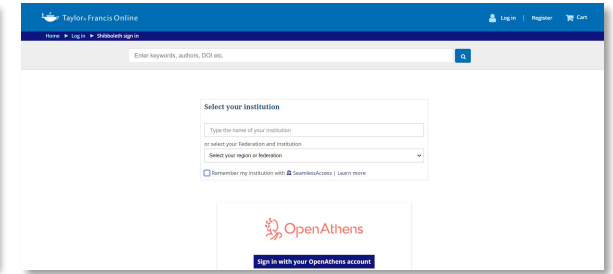 Taylor & Francis Online
Log in | Register Cart
Home ▶ Log in ▶ Shibboleth sign in
Enter keywords, authors, DOI etc.
Select your institution
Type the name of your institution
or select your Federation and Institution
Select your region or federation
Remember my institution with SeamlessAccess | Learn more
OpenAthens
Sign in with your OpenAthens account